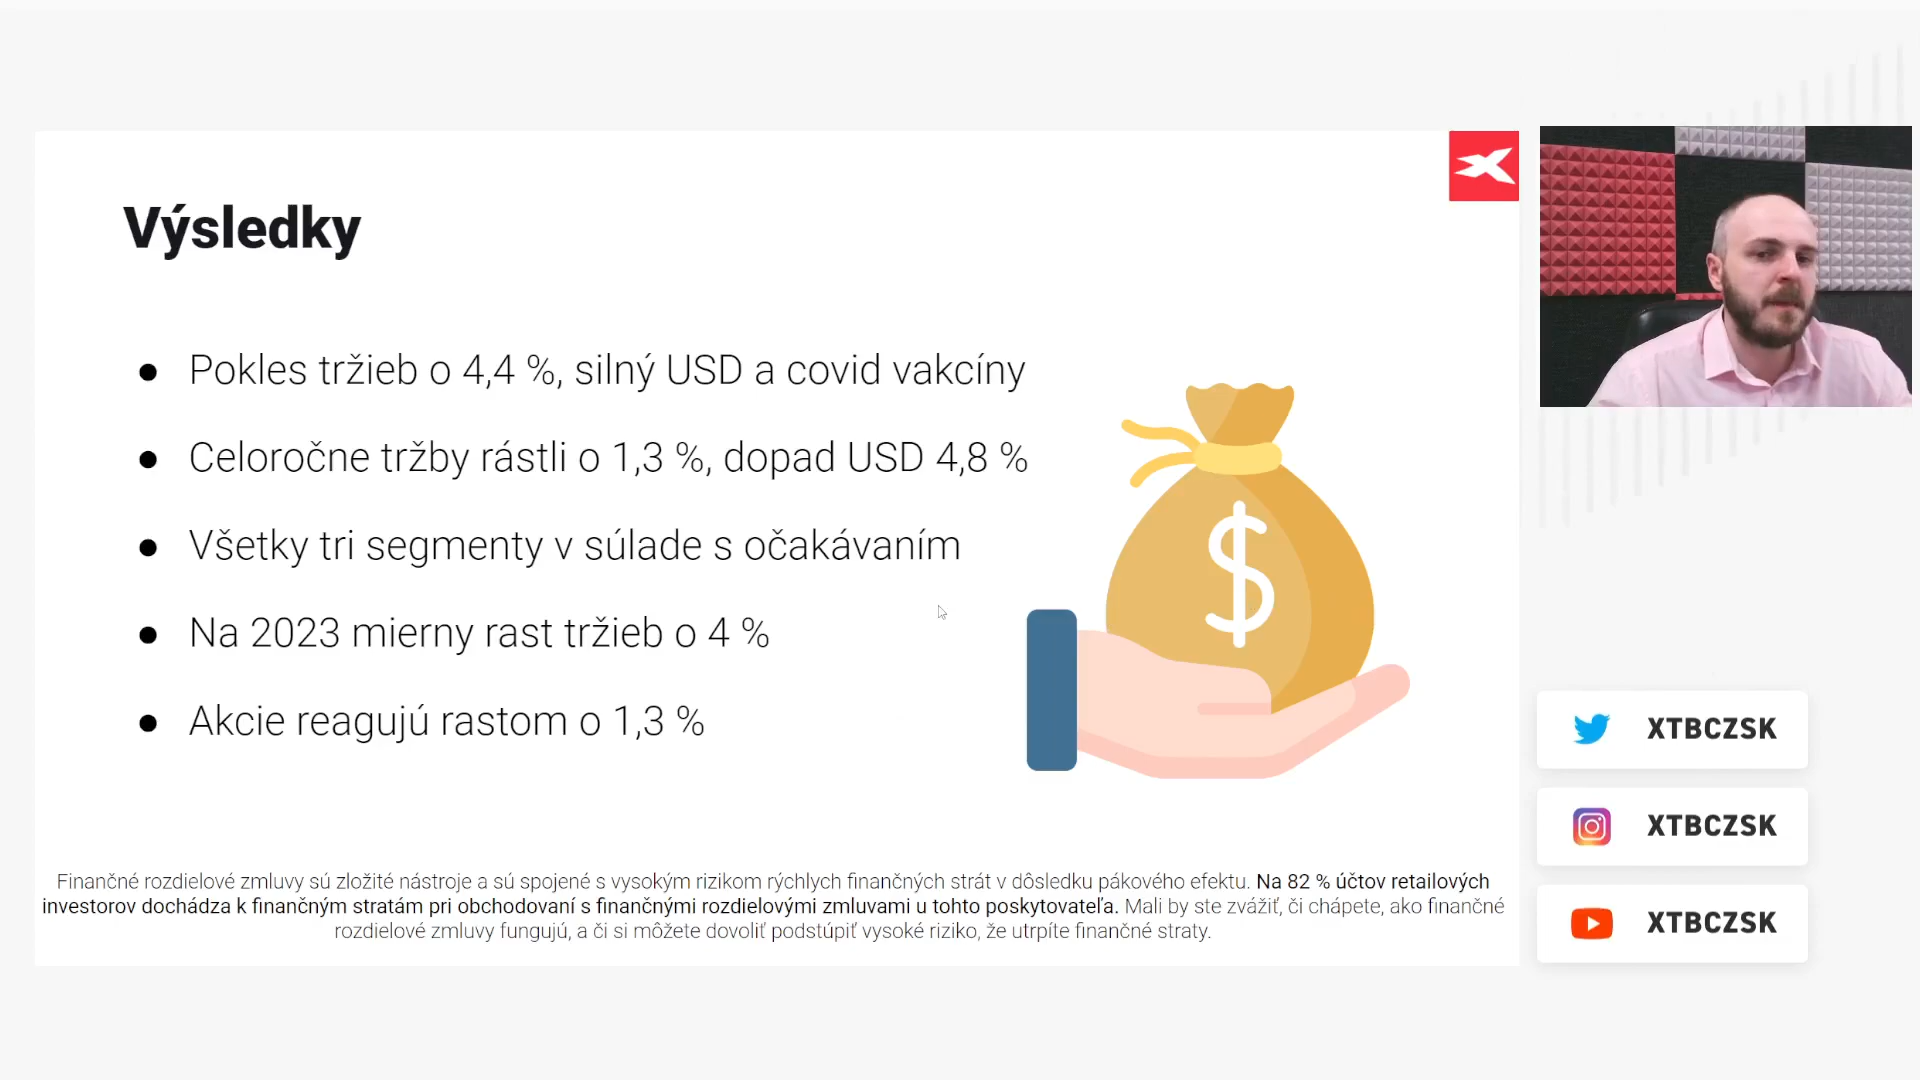 Výsledky
● Pokles tržieb o 4,4 %, silný USD a covid vakcíny
● Celoročne tržby rástli o 1,3 %, dopad USD 4,8 %
● Všetky tri segmenty v súlade s očakávaním
● Na 2023 mierny rast tržieb o 4 %
● Akcie reagujú rastom o 1,3 %
$
Finančné rozdielové zmluvy sú zložité nástroje a sú spojené s vysokým rizikom rýchlych finančných strát v dôsledku pákového efektu. Na 82 % účtov retailových
investorov dochádza k finančným stratám pri obchodovaní s finančnými rozdielovými zmluvami u tohto poskytovateľa. Mali by ste zvážiť, či chápete, ako finančné
rozdielové zmluvy fungujú, a či si môžete dovoliť podstúpiť vysoké riziko, že utrpíte finančné straty.
XTBCZSK
XTBCZSK
XTBCZSK